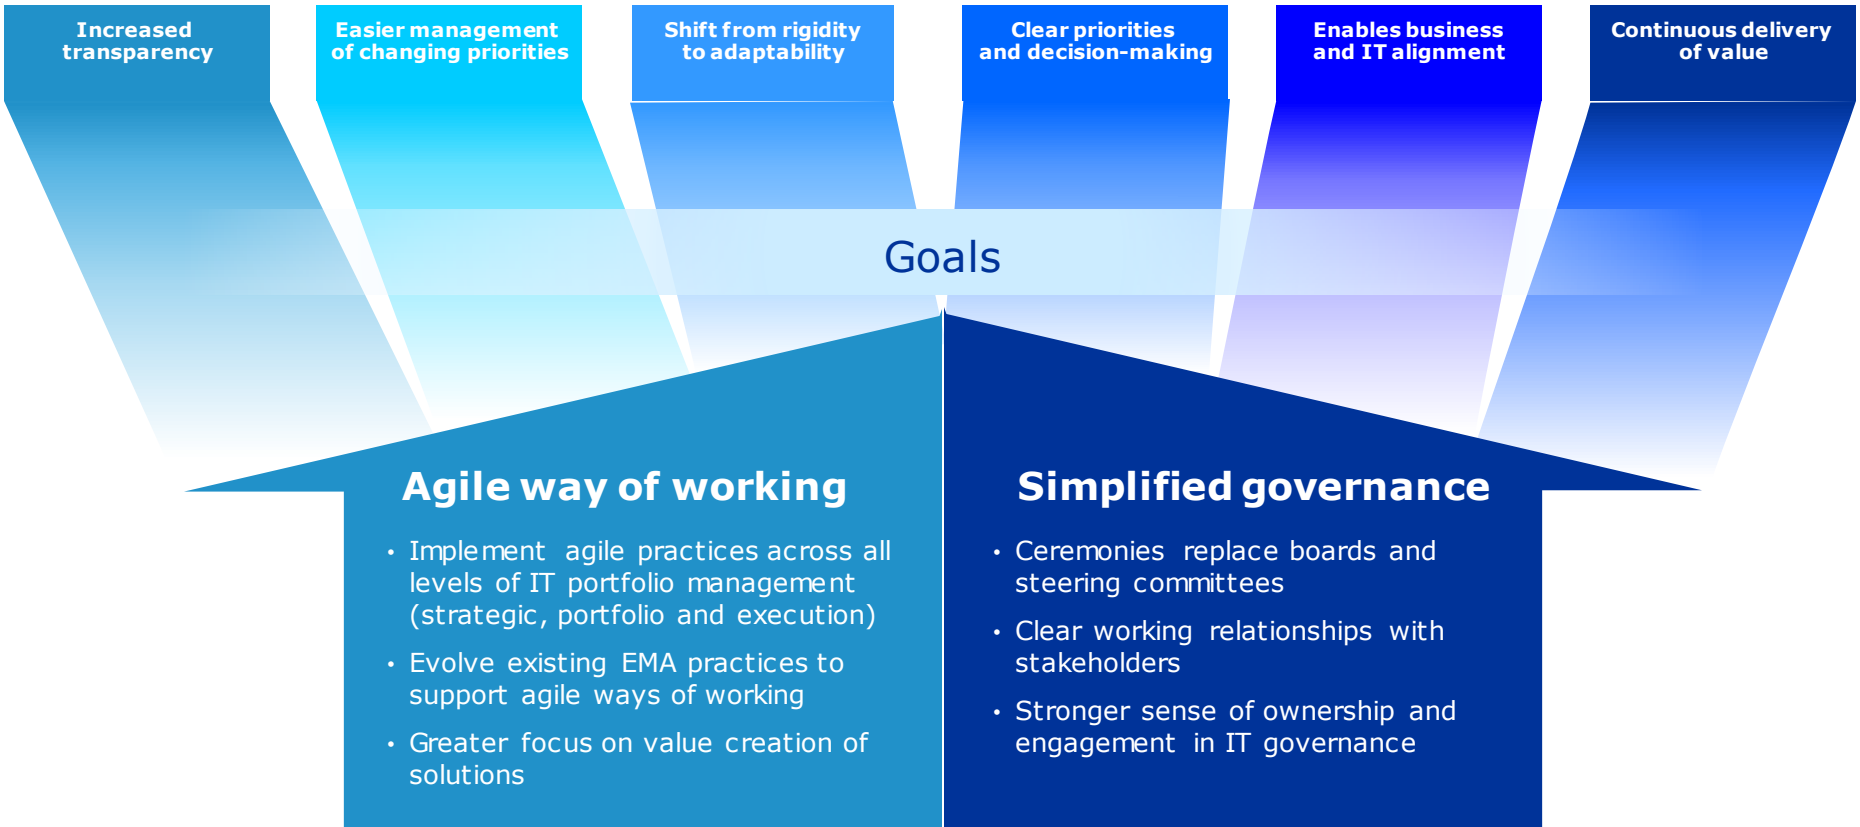 Increased
transparency
Easier management
of changing priorities
Shift from rigidity
to adaptability
Clear priorities
and decision-making
Enables business
and IT alignment
Continuous delivery
of value
Goals
Agile way of working
• Implement agile practices across all
levels of IT portfolio management
(strategic, portfolio and execution)
• Evolve existing EMA practices to
support agile ways of working
• Greater focus on value creation of
solutions
Simplified governance
• Ceremonies replace boards and
steering committees
• Clear working relationships with
stakeholders
• Stronger sense of ownership and
engagement in IT governance